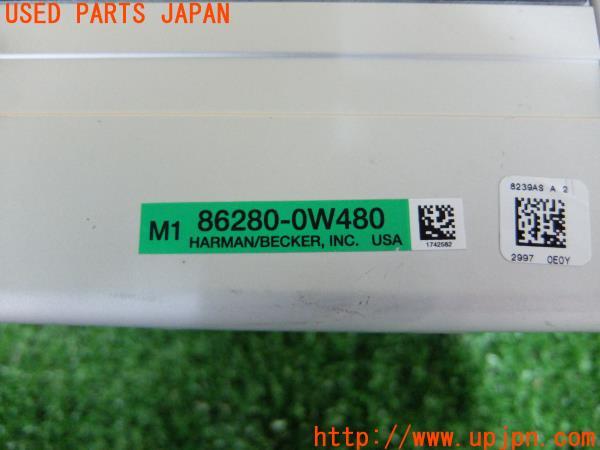 USED PARTS JAPAN
M1 86280-0W480
HARMAN/BECKER, INC. USA
1742582
8239AS A 2
2997 0E0Y
http://www.upjpn.com